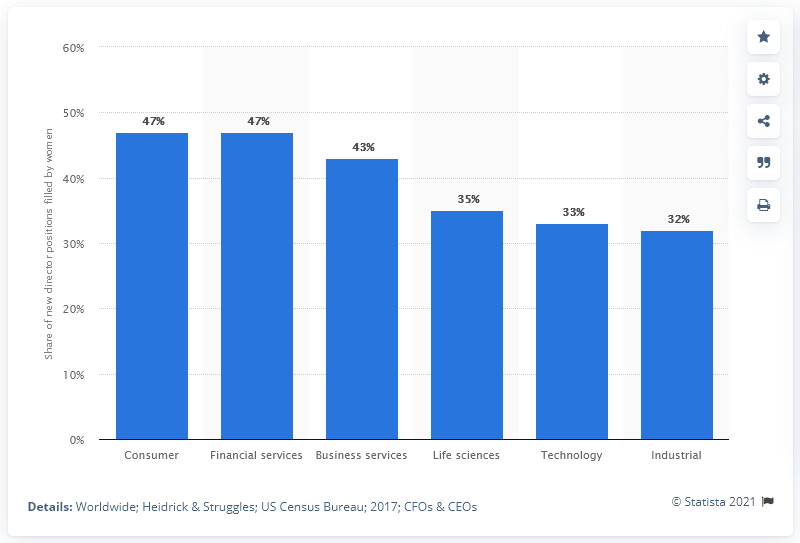 60%
50%
40%
30%
20%
10%
0%
Share of new director positions filled by women
47%
47%
43%
35%
33%
32%
Consumer
Financial services
Business services
Life sciences
Technology
Industrial
© Statista 2021
Details: Worldwide; Heidrick & Struggles; US Census Bureau; 2017; CFOs & CEOs